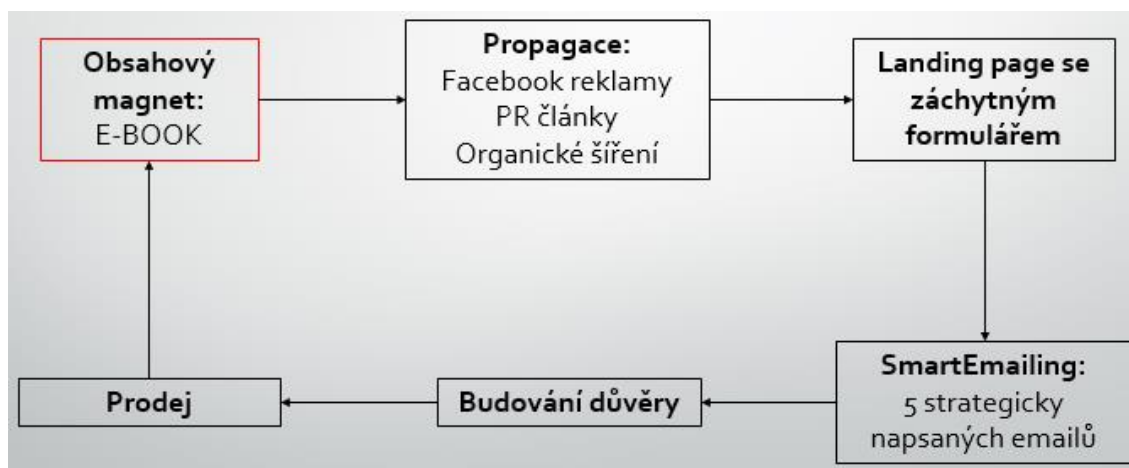 Obsahový
magnet:
E-BOOK
Propagace:
Facebook reklamy
PR články
Organické šíření
Landing page se
záchytným
formulářem
SmartEmailing:
5 strategicky
napsaných emailů
Budování důvěry
Prodej